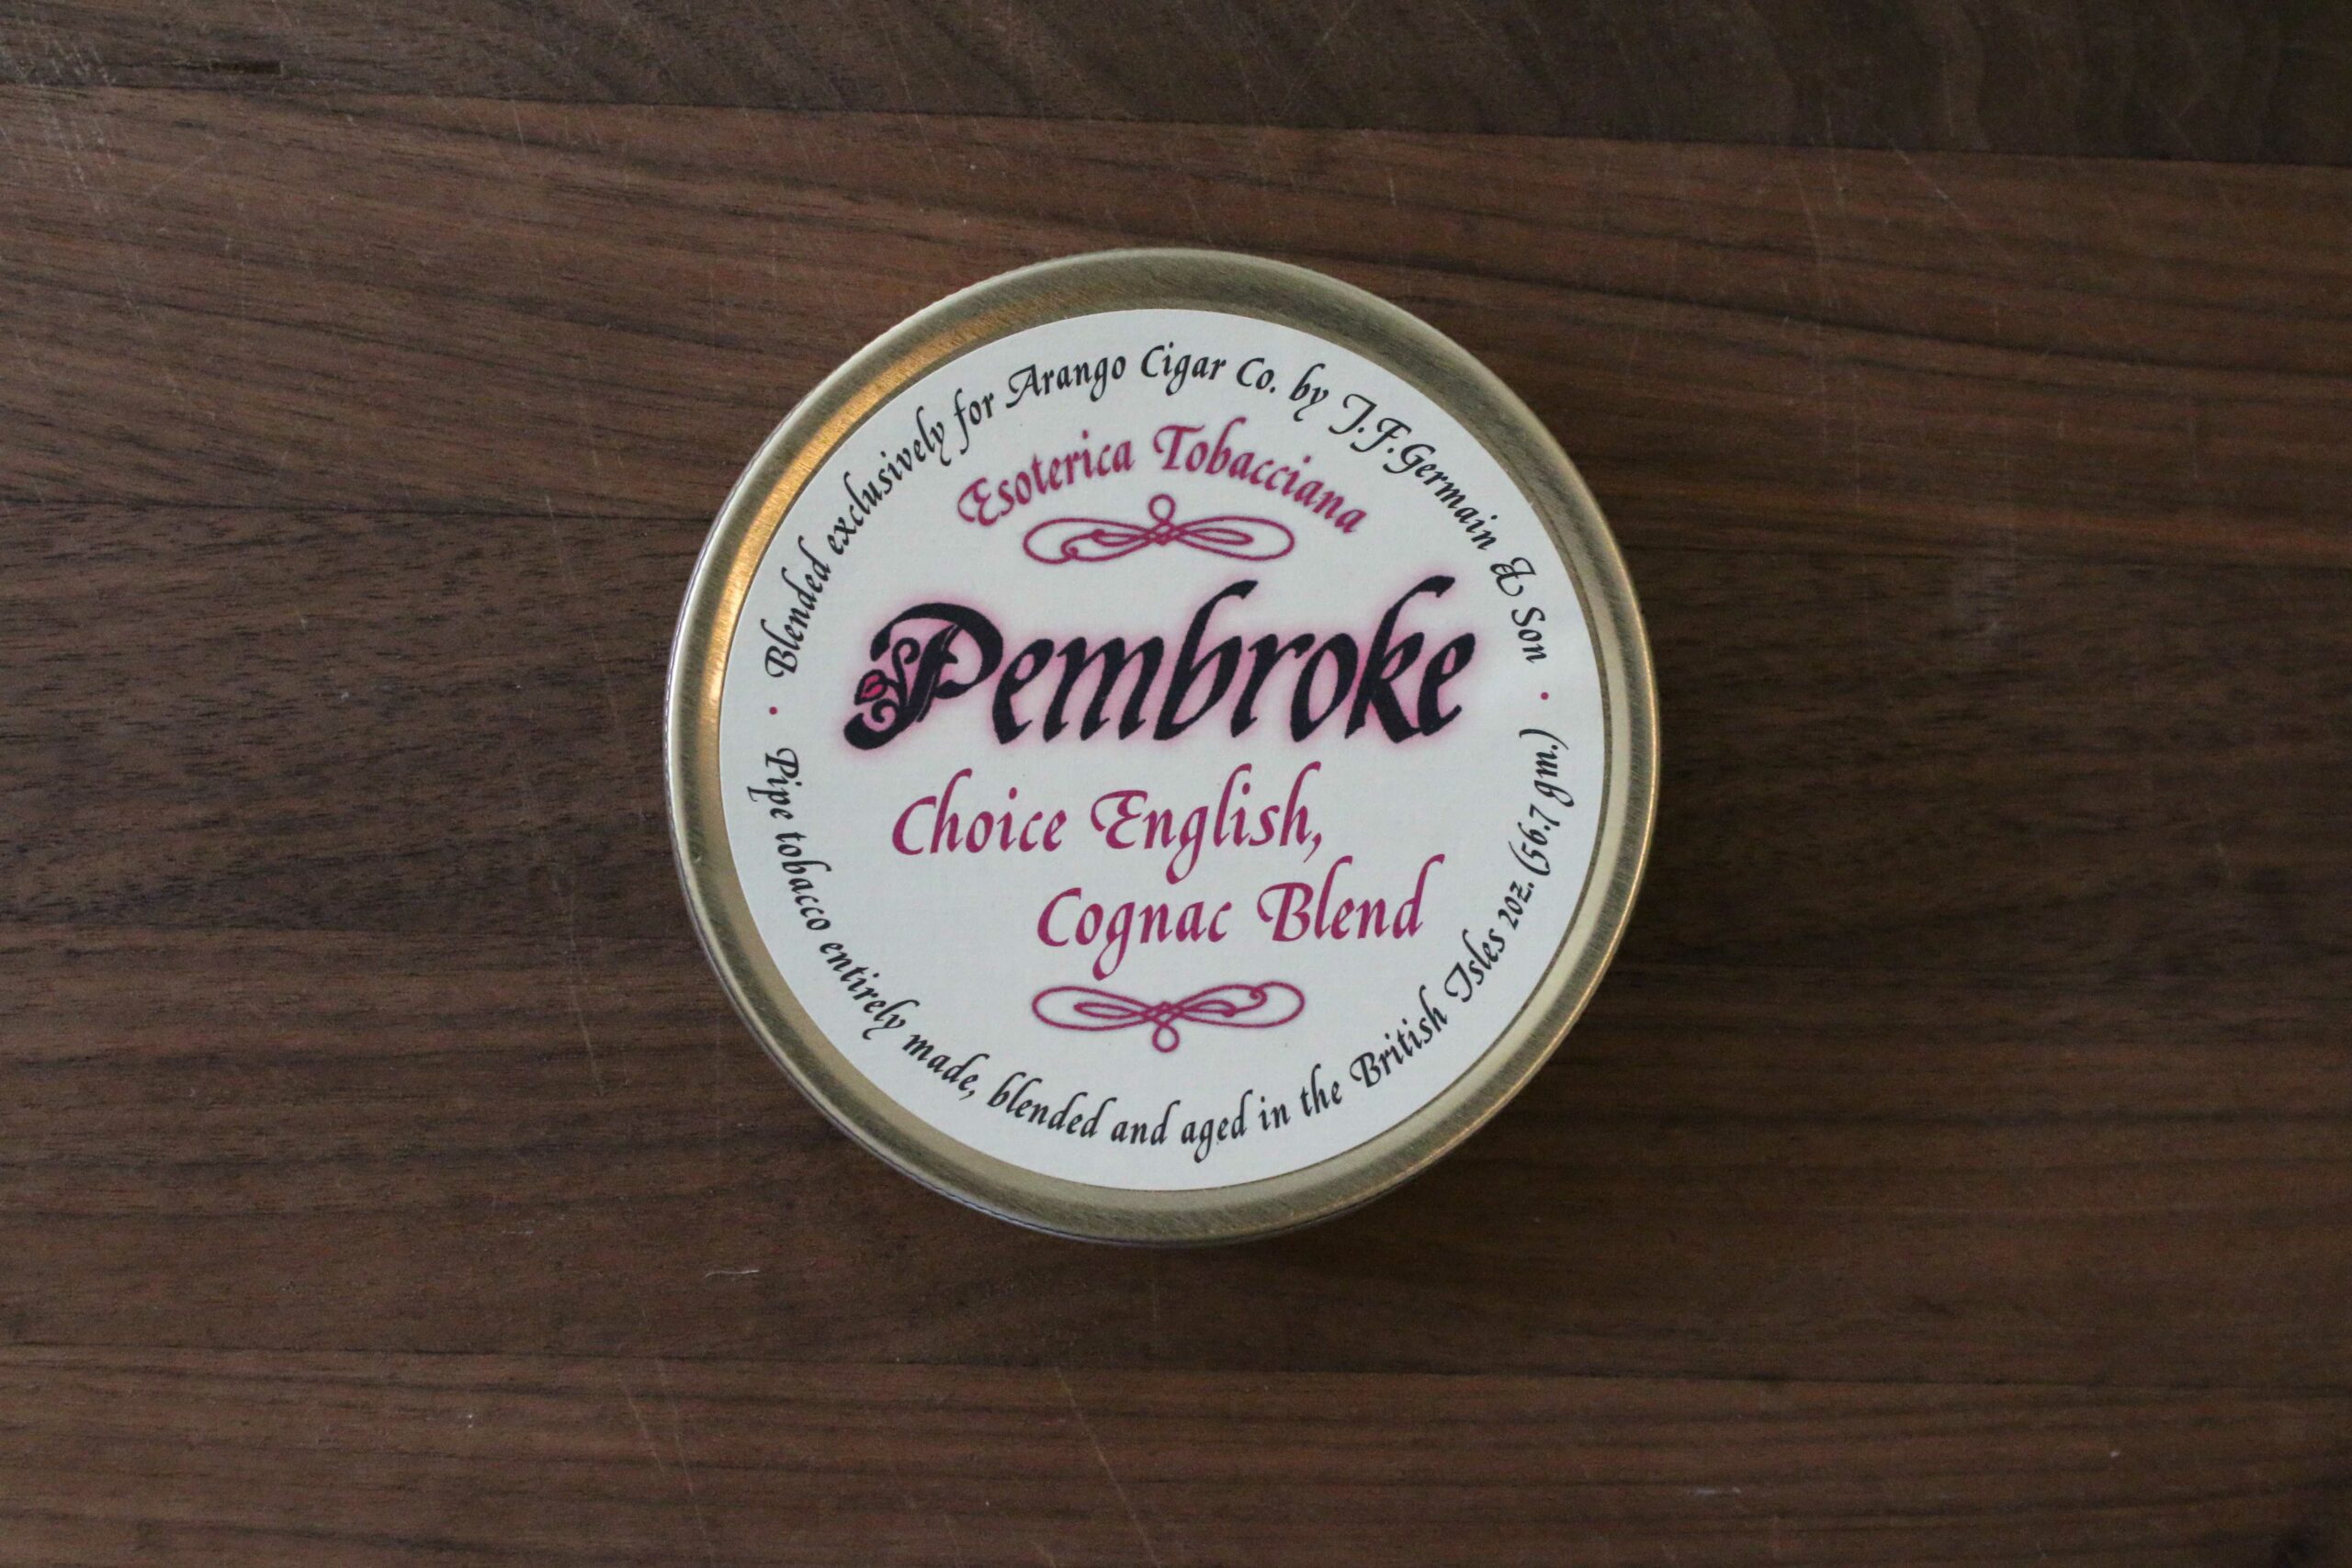 Blended exclusively for Arango Cigar Co. by J.F.Germain & Son
Esoterica Tobacciana
Pembroke
Choice English,
Cognac Blend
Pipe tobacco entirely made, blended and aged in the British Isles 2oz.(56.7 gm.)